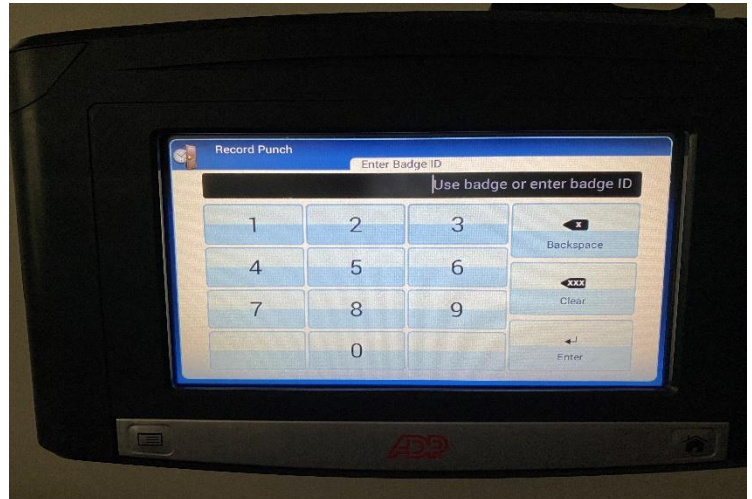 Record Punch
Enter Badge ID
Use badge or enter badge ID
1 2 3
x
Backspace
4 5 6
xxx
Clear
7 8 9
0
Enter
ADP